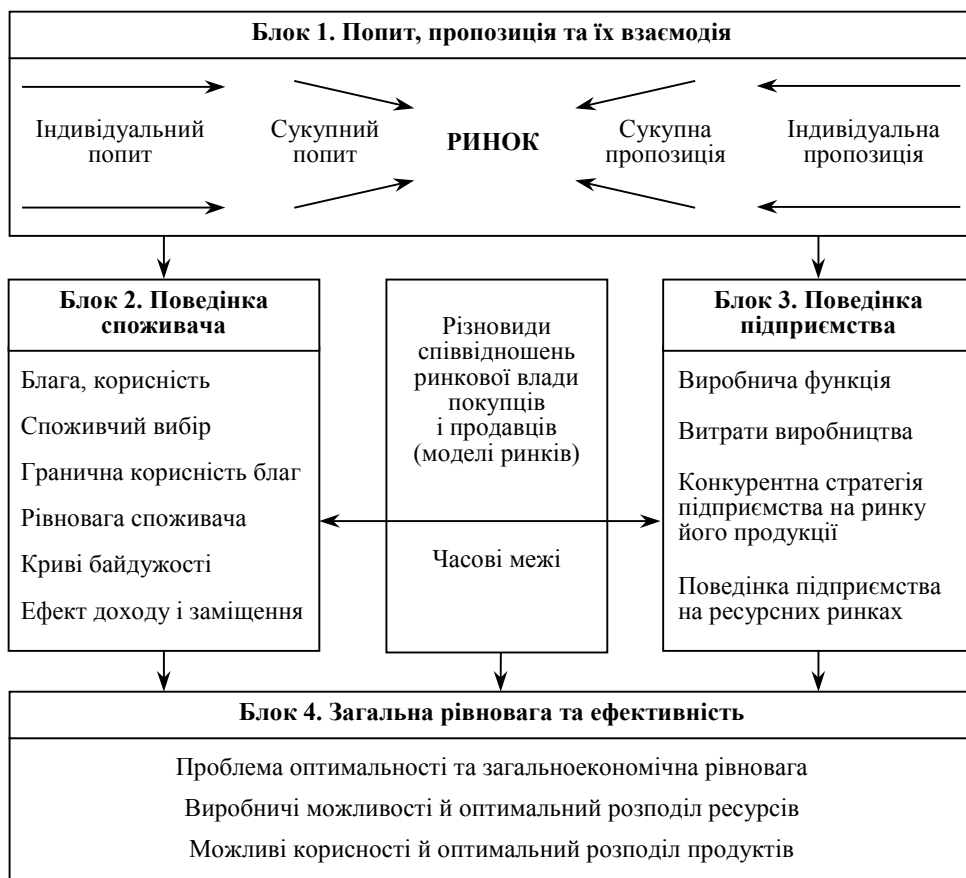 Блок 1. Попит, пропозиція та їх взаємодія
Індивідуальний
попит
Сукупний
попит
РИНОК
Сукупна
пропозиція
Індивідуальна
пропозиція
Блок 2. Поведінка
споживача
Блага, корисність
Споживчий вибір
Гранична корисність благ
Рівновага споживача
Криві байдужості
Ефект доходу і заміщення
Різновиди
співвідношень
ринкової влади
покупців
і продавців
(моделі ринків)
Часові межі
Блок 3. Поведінка
підприємства
Виробнича функція
Витрати виробництва
Конкурентна стратегія
підприємства на ринку
його продукції
Поведінка підприємства
на ресурсних ринках
Блок 4. Загальна рівновага та ефективність
Проблема оптимальності та загальноекономічна рівновага
Виробничі можливості й оптимальний розподіл ресурсів
Можливі корисності й оптимальний розподіл продуктів